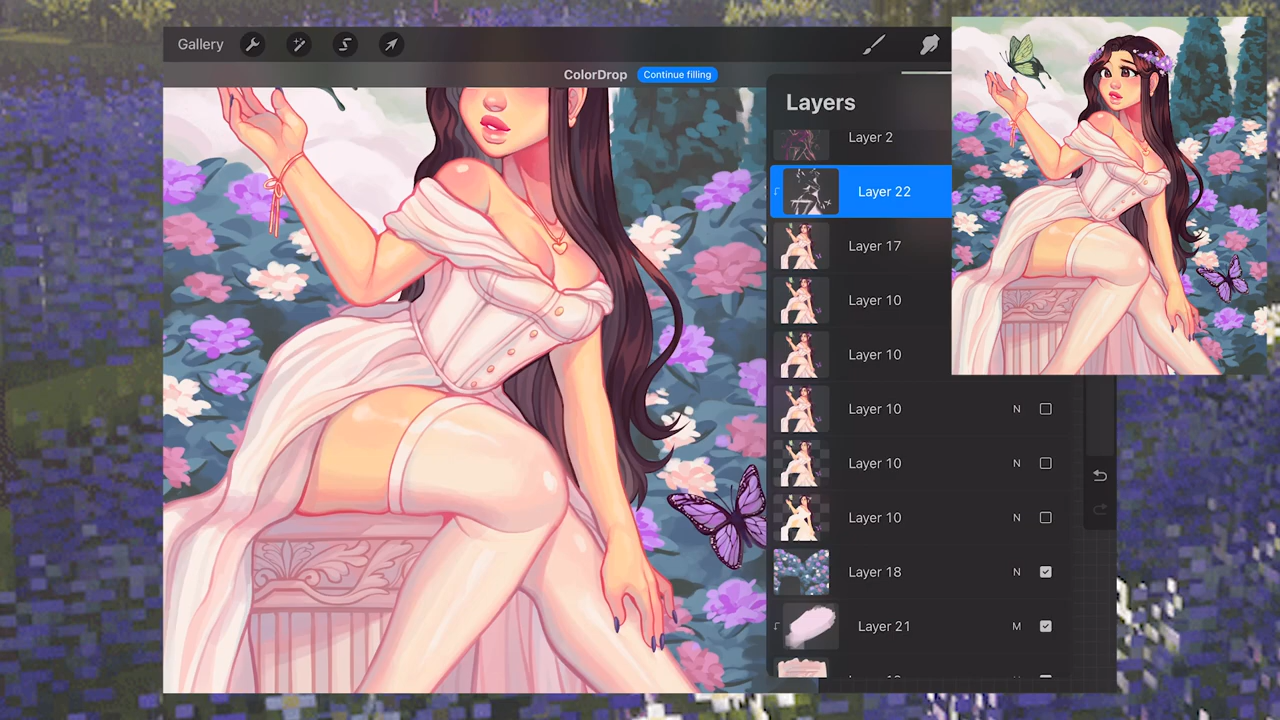 Gallery
ColorDrop Continue filling
Layers
Layer 2
Layer 22
Layer 17
Layer 10
Layer 10
Layer 10 N
Layer 10 N
Layer 10 N
Layer 18 N
Layer 21 M